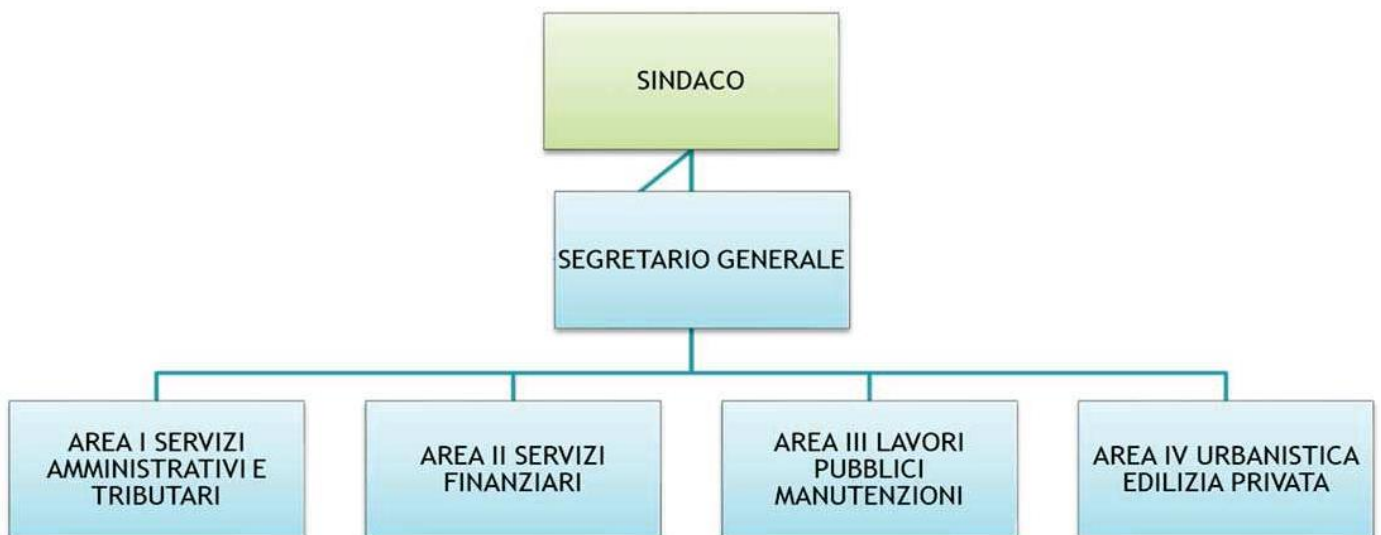 SINDACO
SEGRETARIO GENERALE
AREA I SERVIZI
AMMINISTRATIVI E
TRIBUTARI
AREA II SERVIZI
FINANZIARI
AREA III LAVORI
PUBBLICI
MANUTENZIONI
AREA IV URBANISTICA
EDILIZIA PRIVATA